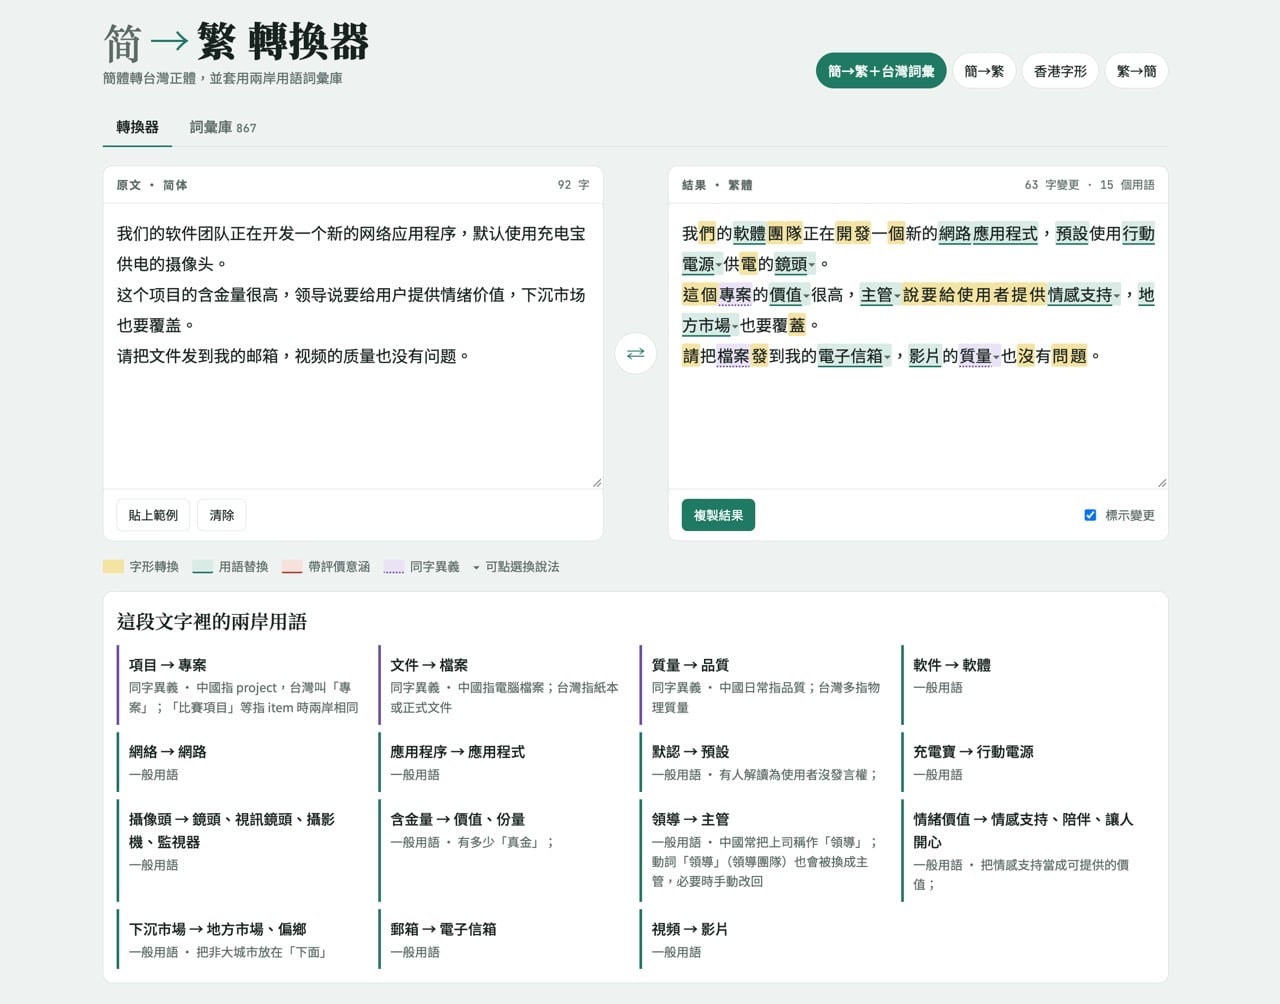 简→繁 轉換器
簡體轉台灣正體，並套用兩岸用語詞彙庫
簡→繁＋台灣詞彙
簡→繁
香港字形
繁→簡
轉換器
詞彙庫 867
原文 · 简体
92 字
我们的软件团队正在开发一个新的网络应用程序，默认使用充电宝
供电的摄像头。
这个项目的含金量很高，领导说要给用户提供情绪价值，下沉市场
也要覆盖。
请把文件发到我的邮箱，视频的质量也没有问题。
貼上範例
清除
結果 · 繁體
63 字變更 · 15 個用語
我們的軟體團隊正在開發一個新的網路應用程式，預設使用行動
電源供電的鏡頭。
這個專案的價值很高，主管說要給使用者提供情感支持，地
方市場也要覆蓋。
請把檔案發到我的電子信箱，影片的質量也沒有問題。
複製結果
標示變更
字形轉換
用語替換
帶評價意涵
同字異義
可點選換說法
這段文字裡的兩岸用語
項目 → 專案
同字異義 · 中國指 project，台灣叫「專
案」；「比賽項目」等指 item 時兩岸相同
文件 → 檔案
同字異義 · 中國指電腦檔案；台灣指紙本
或正式文件
質量 → 品質
同字異義 · 中國日常指品質；台灣多指物
理質量
軟件 → 軟體
一般用語
網絡 → 網路
一般用語
應用程序 → 應用程式
一般用語
默認 → 預設
一般用語 · 有人解讀為使用者沒發言權；
充電寶 → 行動電源
一般用語
攝像頭 → 鏡頭、視訊鏡頭、攝影
機、監視器
一般用語
含金量 → 價值、份量
一般用語 · 有多少「真金」；
領導 → 主管
一般用語 · 中國常把上司稱作「領導」；
動詞「領導」（領導團隊）也會被換成主
管，必要時手動改回
情緒價值 → 情感支持、陪伴、讓人
開心
一般用語 · 把情感支持當成可提供的價
值；
下沉市場 → 地方市場、偏鄉
一般用語 · 把非大城市放在「下面」
郵箱 → 電子信箱
一般用語
視頻 → 影片
一般用語